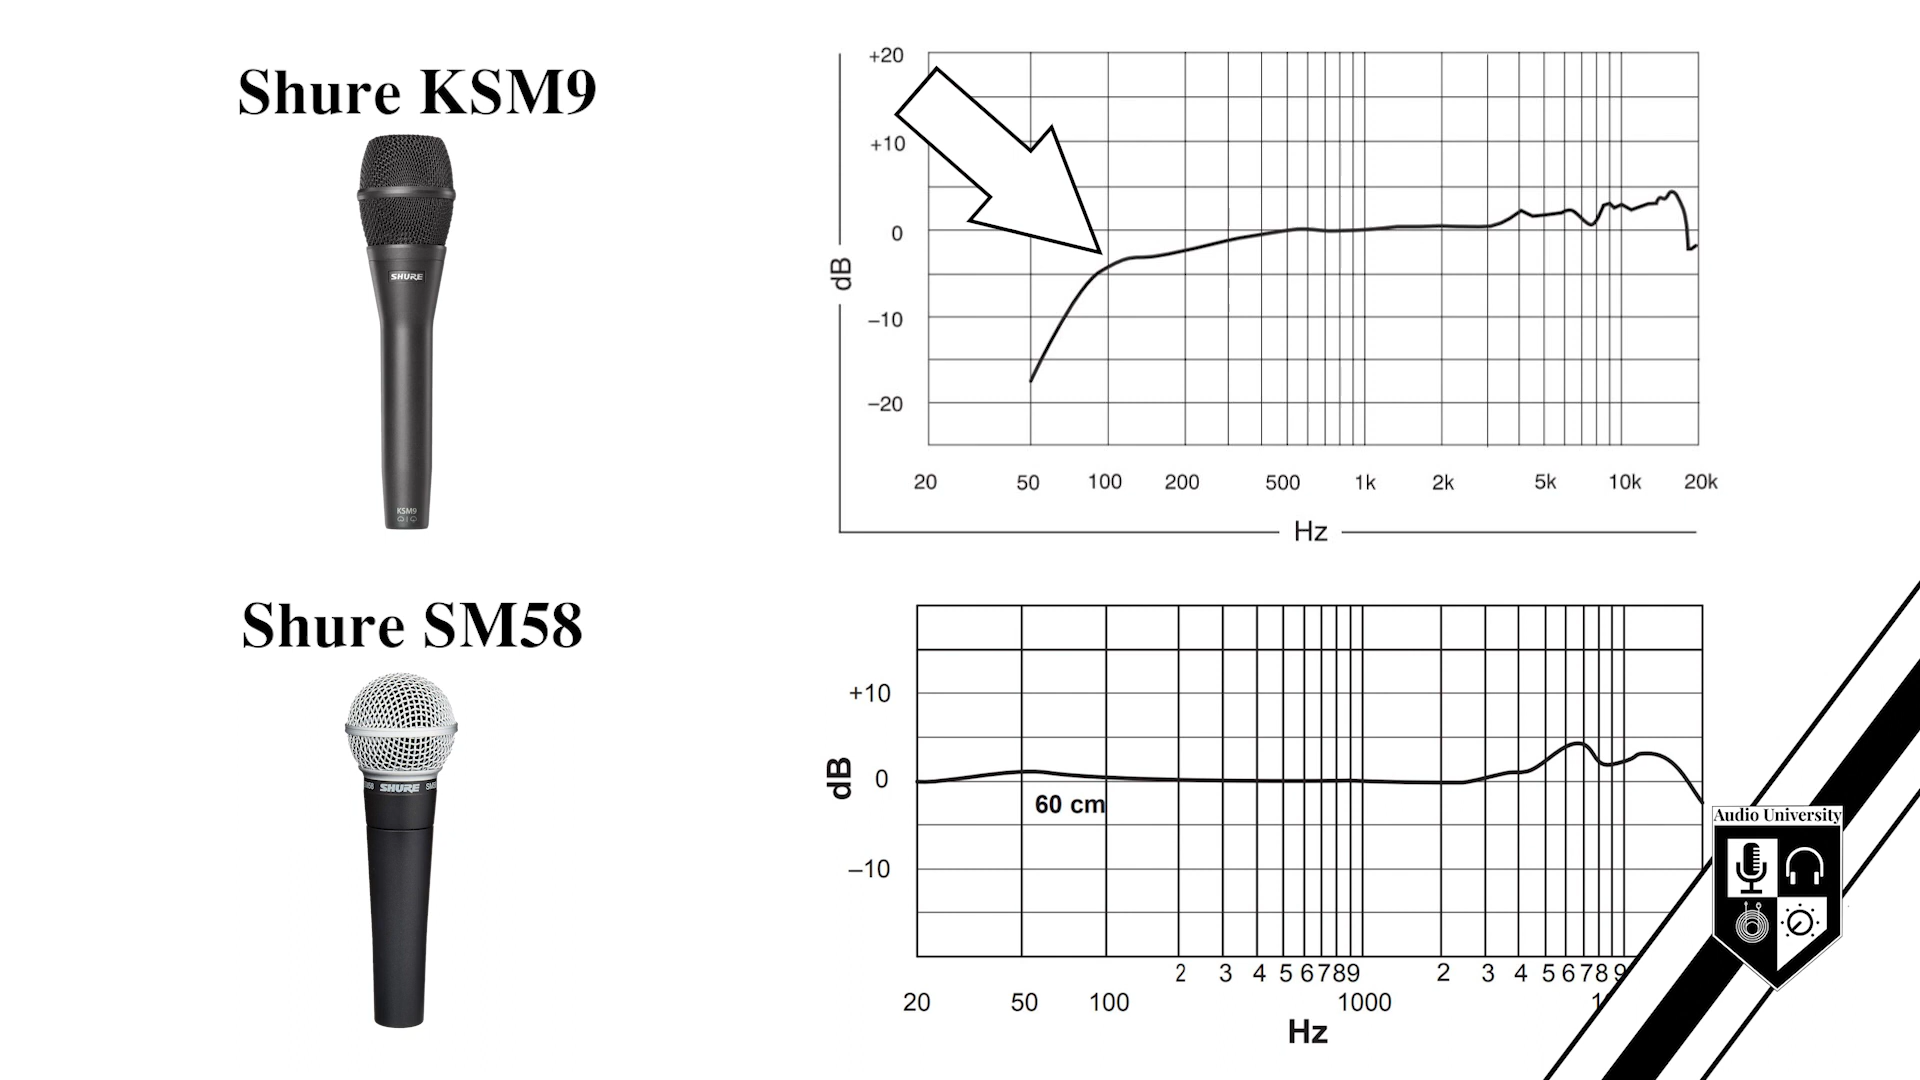 Shure KSM9
SHURE
KSM9
+20
+10
0
–10
–20
dB
20 50 100 200 500 1k 2k 5k 10k 20k
Hz
Shure SM58
SM58 SHURE
+10
0
–10
dB
60 cm
2 3 4 5 6 7 8 9 2 3 4 5 6 7 8 9
20 50 100 1000
Hz
Audio University